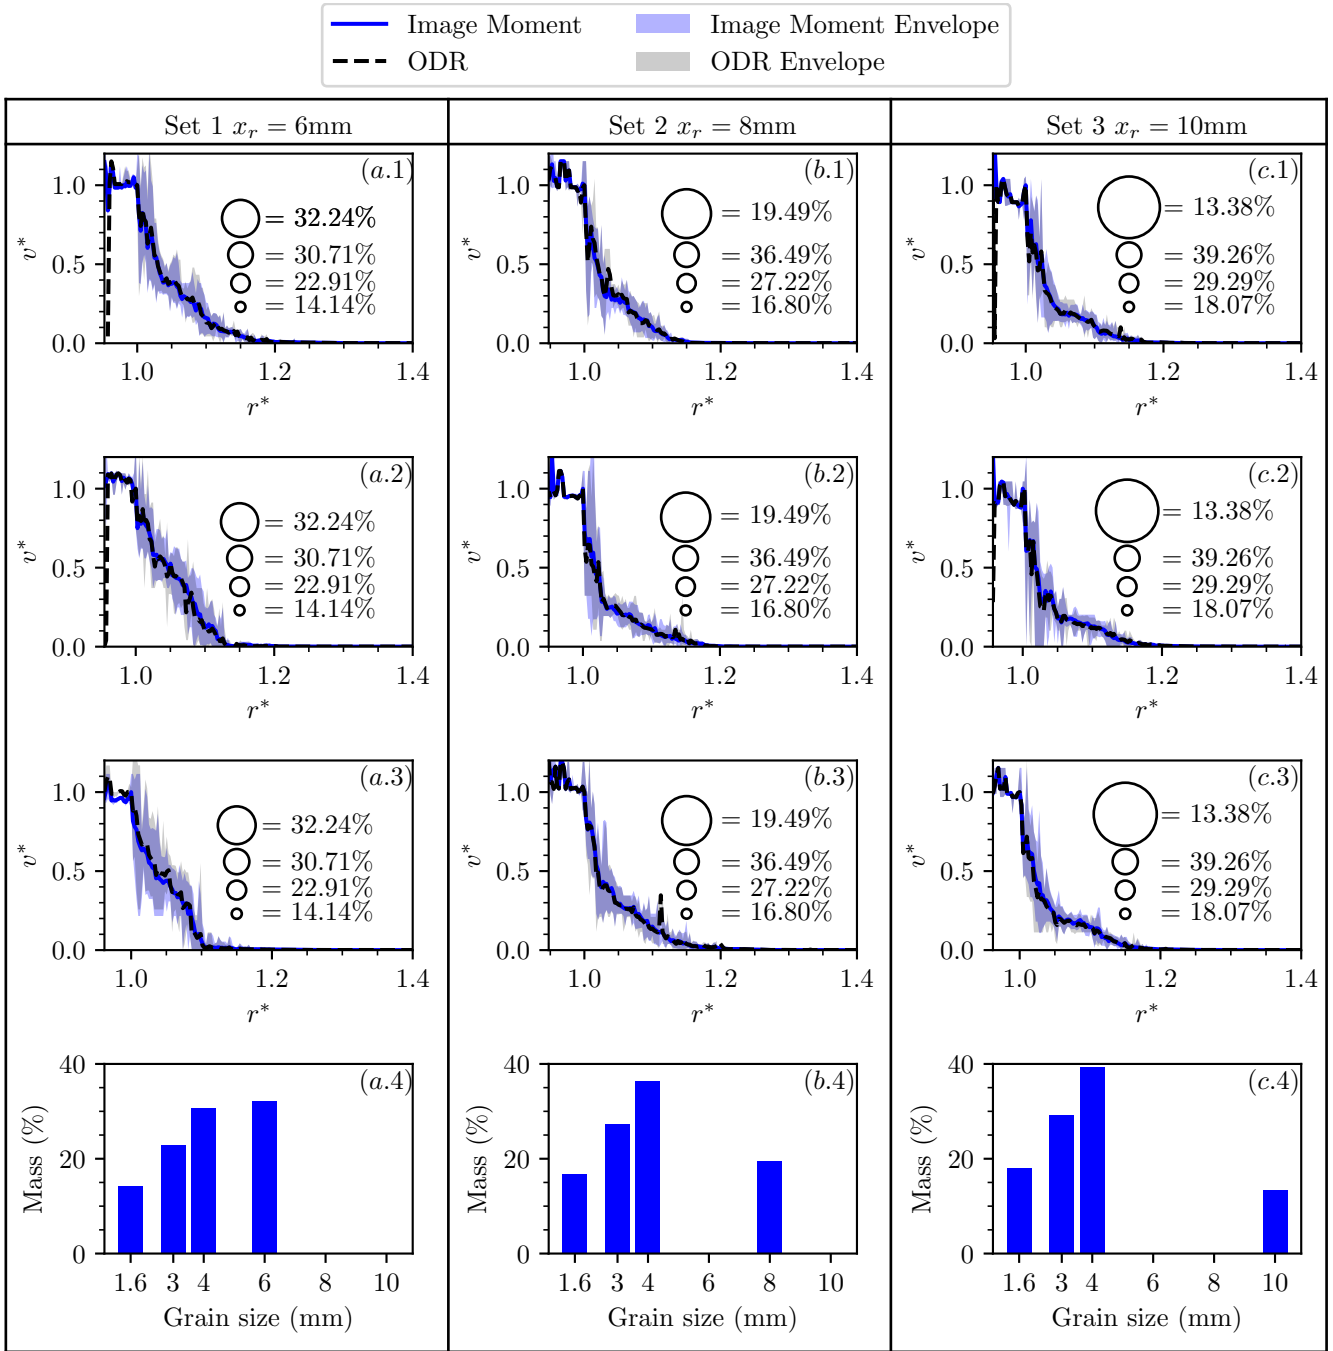 Image Moment
ODR
Image Moment Envelope
ODR Envelope
Set 1 x_r = 6mm
Set 2 x_r = 8mm
Set 3 x_r = 10mm
(a.1)
1.0
0.5
0.0
v*
= 32.24%
= 30.71%
= 22.91%
= 14.14%
1.0 1.2 1.4
r*
(b.1)
1.0
0.5
0.0
v*
= 19.49%
= 36.49%
= 27.22%
= 16.80%
1.0 1.2 1.4
r*
(c.1)
1.0
0.5
0.0
v*
= 13.38%
= 39.26%
= 29.29%
= 18.07%
1.0 1.2 1.4
r*
(a.2)
1.0
0.5
0.0
v*
= 32.24%
= 30.71%
= 22.91%
= 14.14%
1.0 1.2 1.4
r*
(b.2)
1.0
0.5
0.0
v*
= 19.49%
= 36.49%
= 27.22%
= 16.80%
1.0 1.2 1.4
r*
(c.2)
1.0
0.5
0.0
v*
= 13.38%
= 39.26%
= 29.29%
= 18.07%
1.0 1.2 1.4
r*
(a.3)
1.0
0.5
0.0
v*
= 32.24%
= 30.71%
= 22.91%
= 14.14%
1.0 1.2 1.4
r*
(b.3)
1.0
0.5
0.0
v*
= 19.49%
= 36.49%
= 27.22%
= 16.80%
1.0 1.2 1.4
r*
(c.3)
1.0
0.5
0.0
v*
= 13.38%
= 39.26%
= 29.29%
= 18.07%
1.0 1.2 1.4
r*
(a.4)
40
20
0
Mass (%)
1.6 3 4 6 8 10
Grain size (mm)
(b.4)
40
20
0
Mass (%)
1.6 3 4 6 8 10
Grain size (mm)
(c.4)
40
20
0
Mass (%)
1.6 3 4 6 8 10
Grain size (mm)